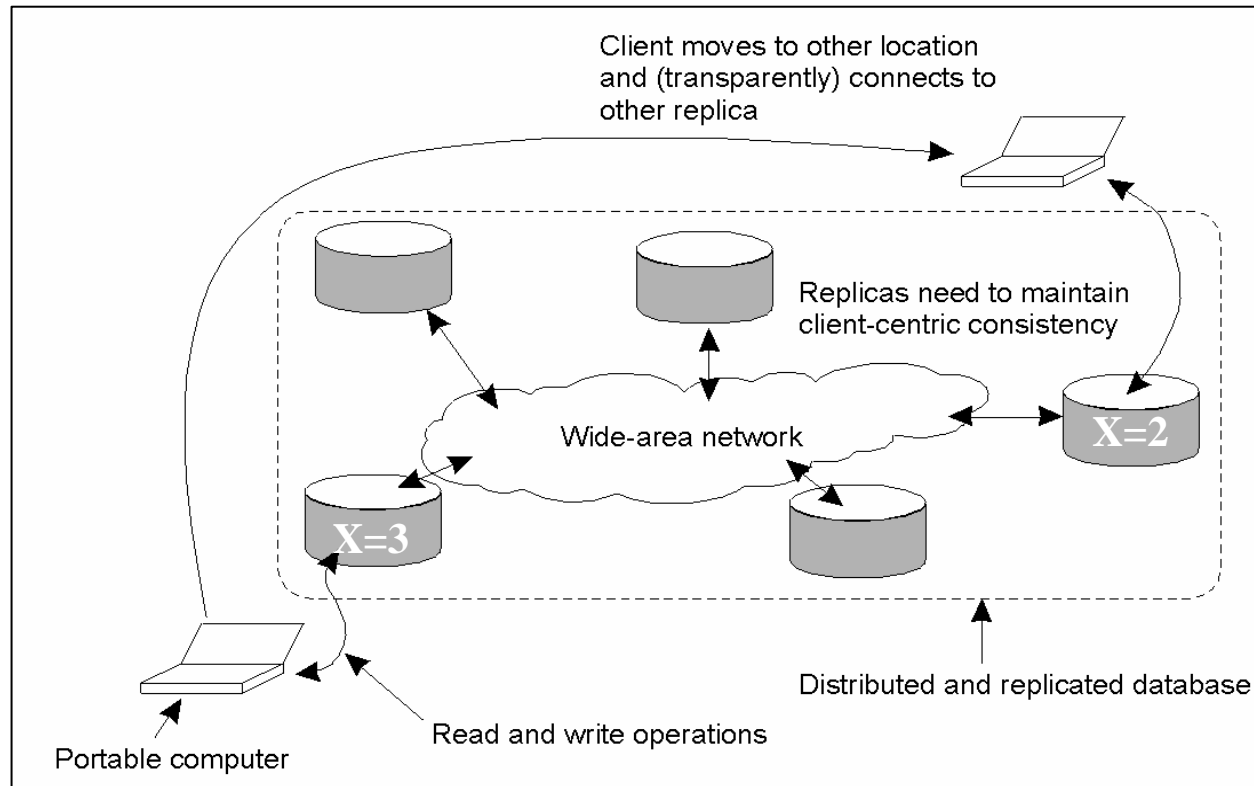 Client moves to other location
and (transparently) connects to
other replica
Replicas need to maintain
client-centric consistency
Wide-area network
X=2
X=3
Distributed and replicated database
Read and write operations
Portable computer